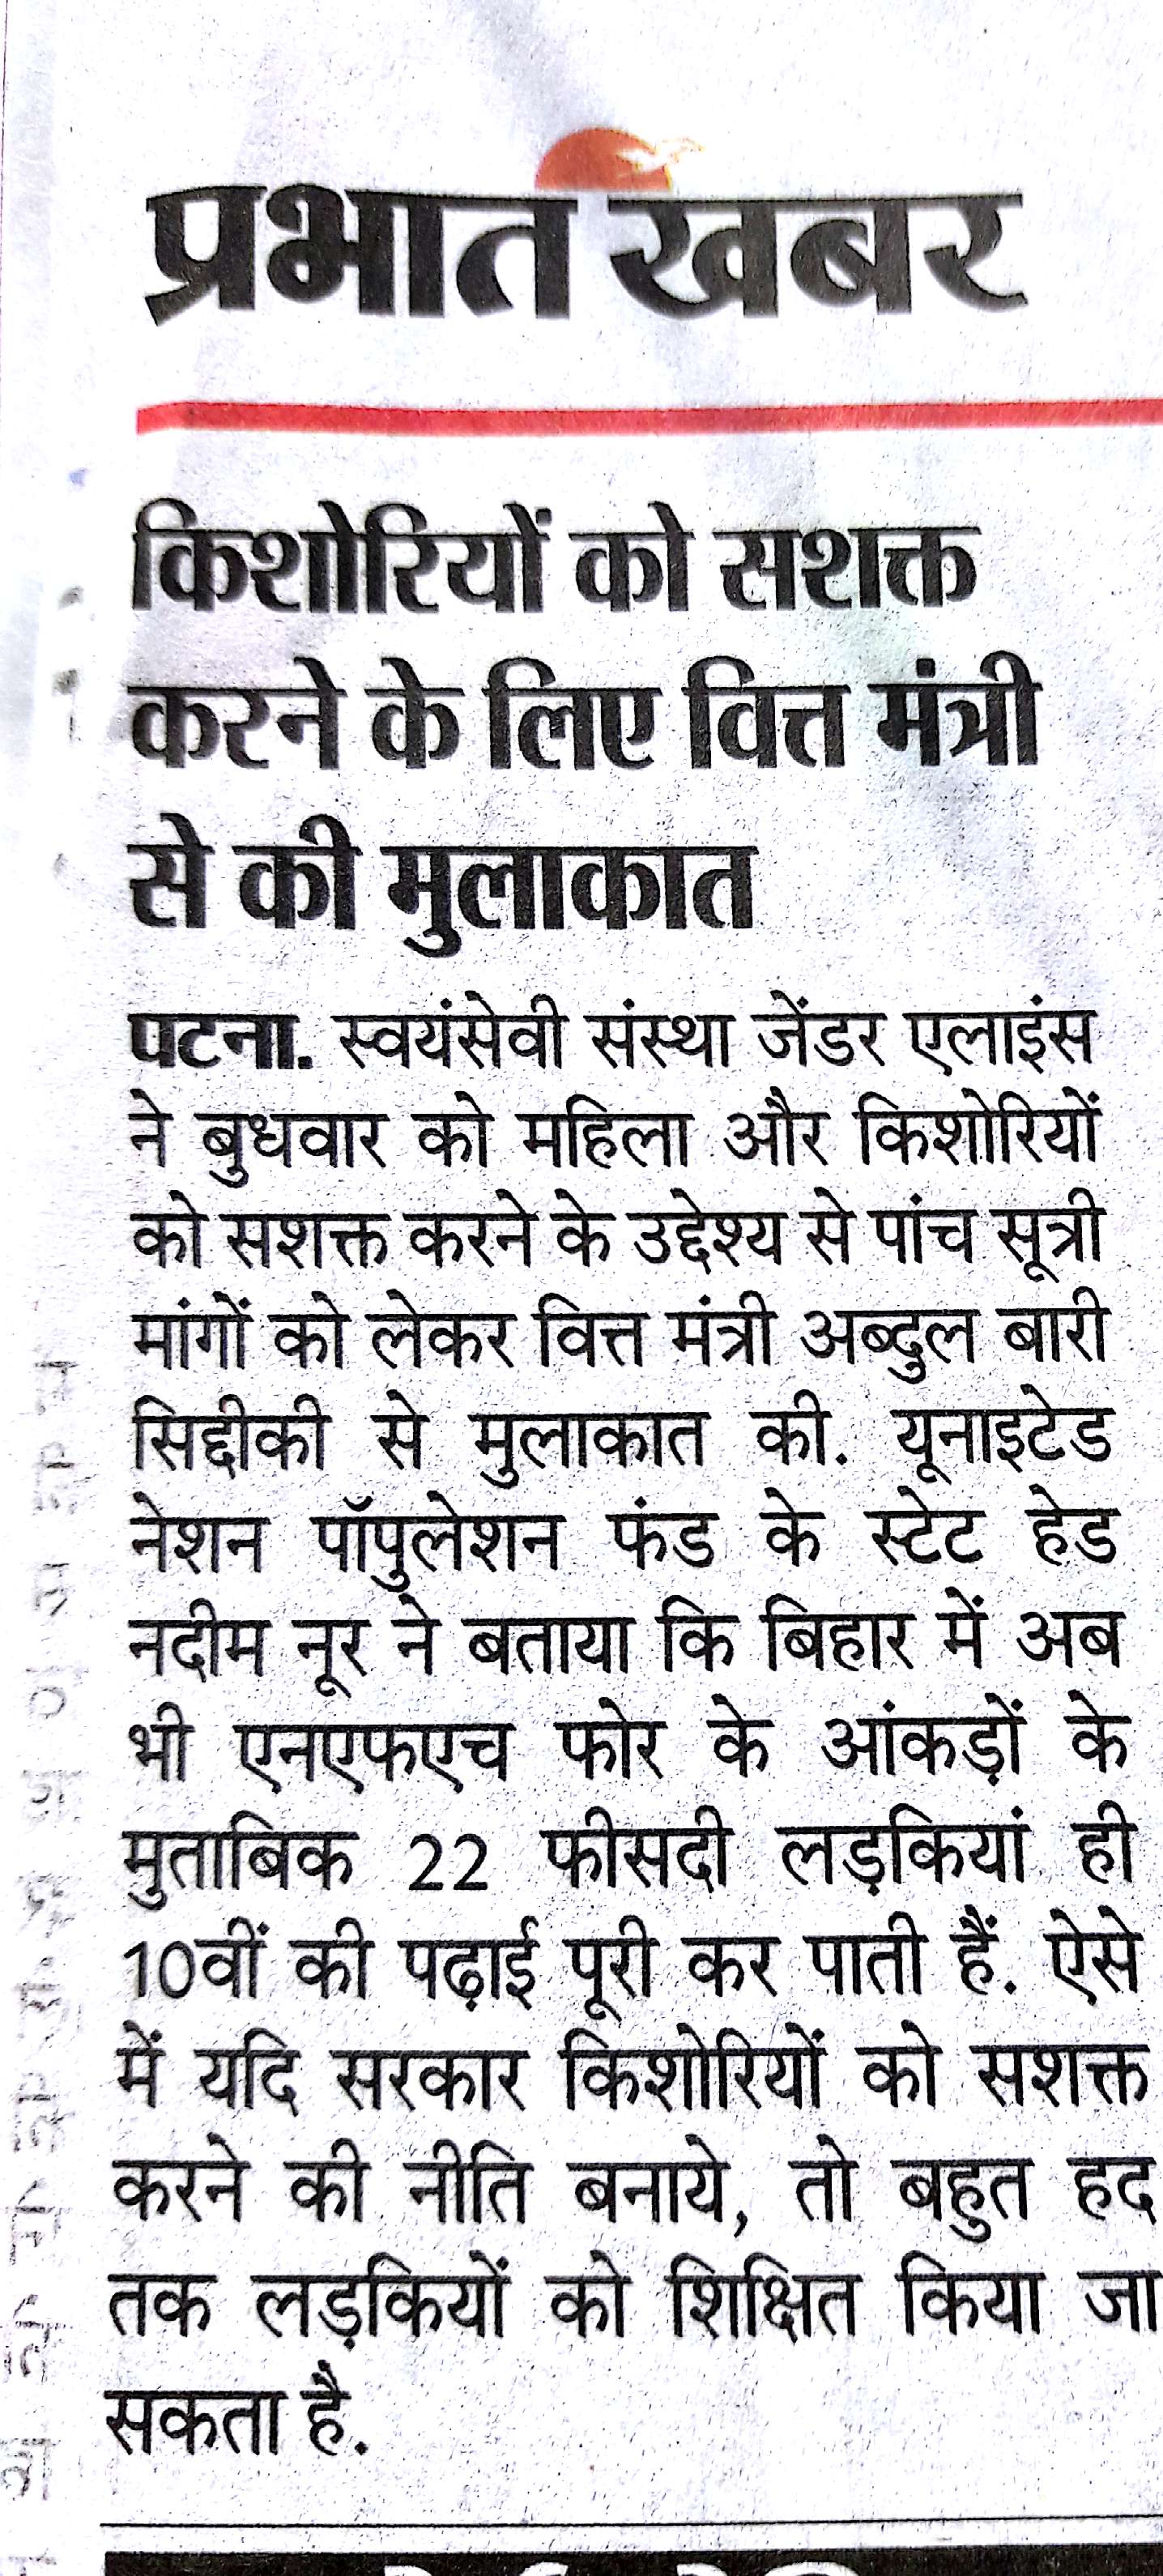 प्रभात खबर
किशोरियों को सशक्त
करने के लिए वित्त मंत्री
से की मुलाकात
पटना. स्वयंसेवी संस्था जेंडर एलाइंस
ने बुधवार को महिला और किशोरियों
को सशक्त करने के उद्देश्य से पांच सूत्री
मांगों को लेकर वित्त मंत्री अब्दुल बारी
सिद्दीकी से मुलाकात की. यूनाइटेड
नेशन पॉपुलेशन फंड के स्टेट हेड
नदीम नूर ने बताया कि बिहार में अब
भी एनएफएच फोर के आंकड़ों के
मुताबिक 22 फीसदी लड़कियां ही
10वीं की पढ़ाई पूरी कर पाती हैं. ऐसे
में यदि सरकार किशोरियों को सशक्त
करने की नीति बनाये, तो बहुत हद
तक लड़कियों को शिक्षित किया जा
सकता है.